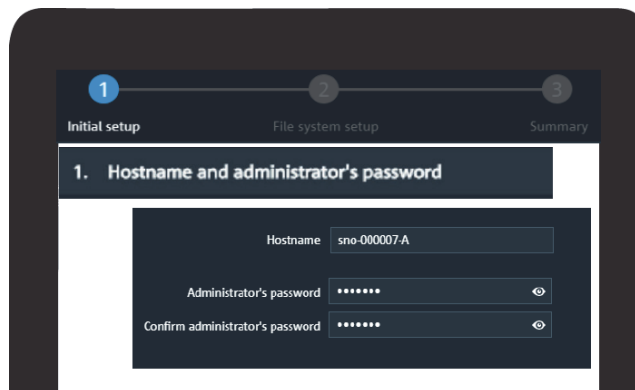 1 2 3
Initial setup File system setup Summary
1. Hostname and administrator's password
Hostname sno-000007-A
Administrator's password •••••••
Confirm administrator's password •••••••